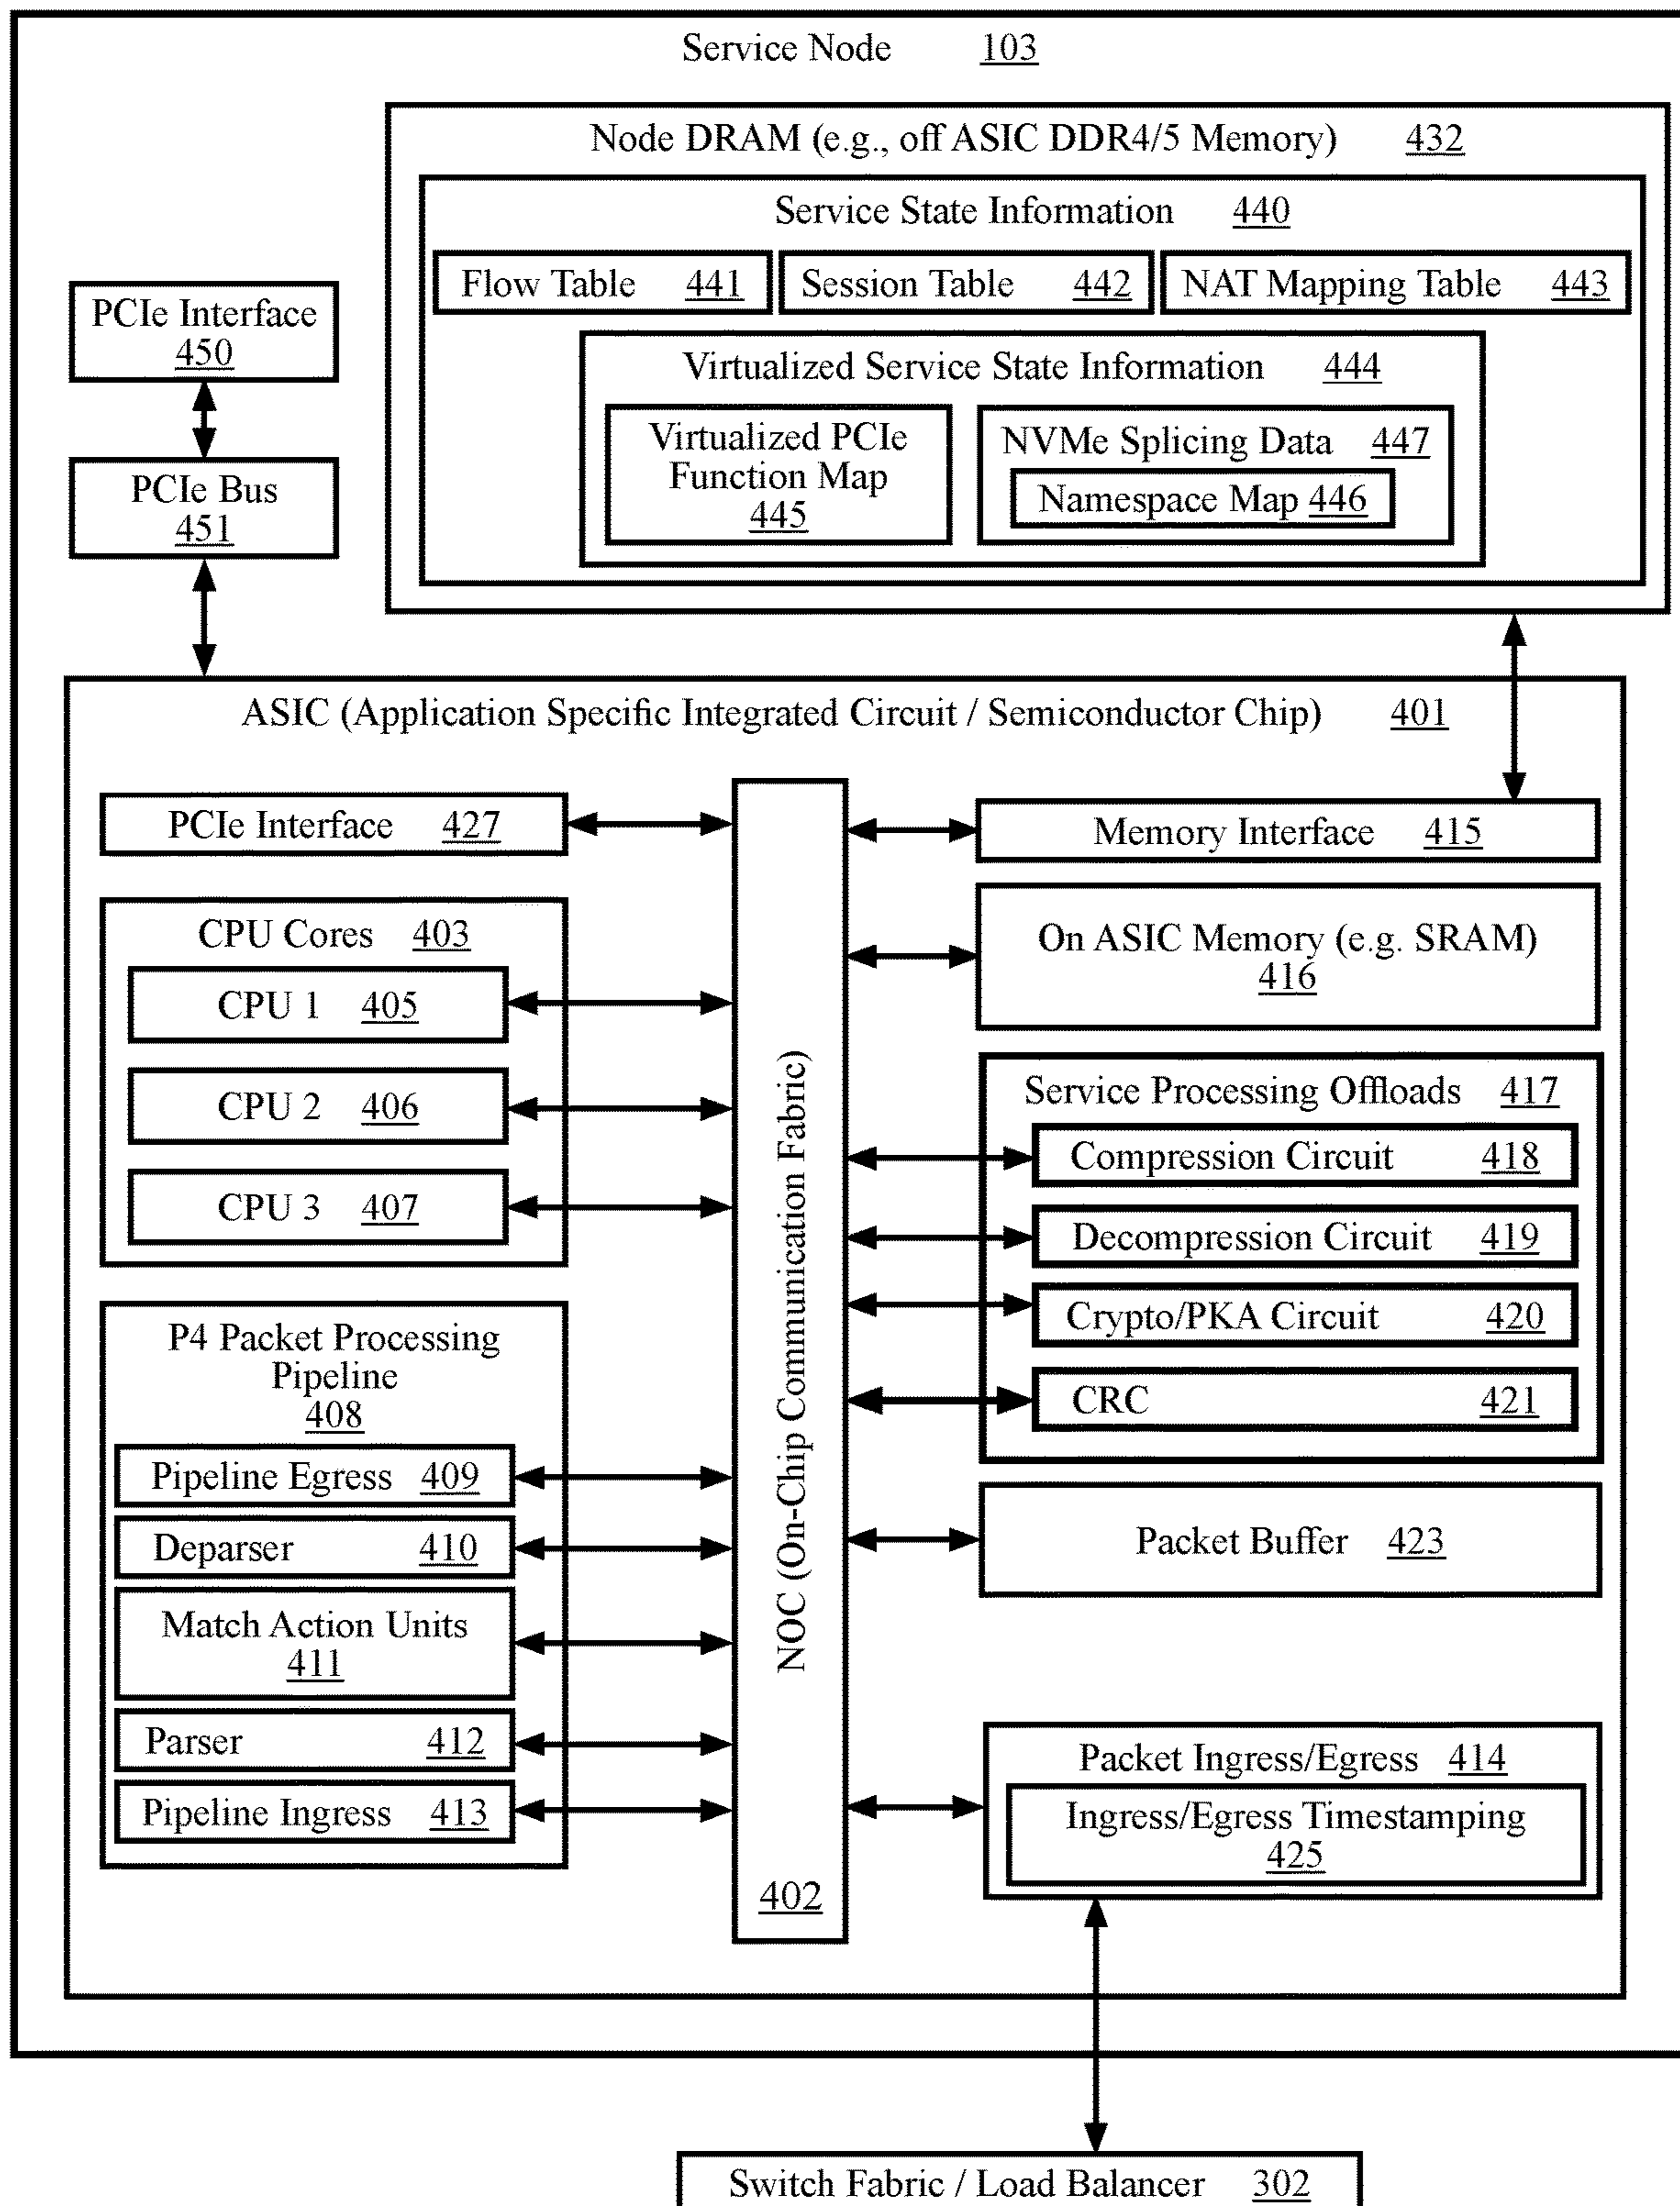 Service Node 103
Node DRAM (e.g., off ASIC DDR4/5 Memory) 432
Service State Information 440
Flow Table 441
Session Table 442
NAT Mapping Table 443
PCIe Interface
450
Virtualized Service State Information 444
Virtualized PCIe
Function Map
445
NVMe Splicing Data 447
Namespace Map 446
PCIe Bus
451
ASIC (Application Specific Integrated Circuit / Semiconductor Chip) 401
PCIe Interface 427
CPU Cores 403
CPU 1 405
CPU 2 406
CPU 3 407
P4 Packet Processing
Pipeline
408
Pipeline Egress 409
Deparser 410
Match Action Units
411
Parser 412
Pipeline Ingress 413
NOC (On-Chip Communication Fabric)
402
Memory Interface 415
On ASIC Memory (e.g. SRAM)
416
Service Processing Offloads 417
Compression Circuit 418
Decompression Circuit 419
Crypto/PKA Circuit 420
CRC 421
Packet Buffer 423
Packet Ingress/Egress 414
Ingress/Egress Timestamping
425
Switch Fabric / Load Balancer 302